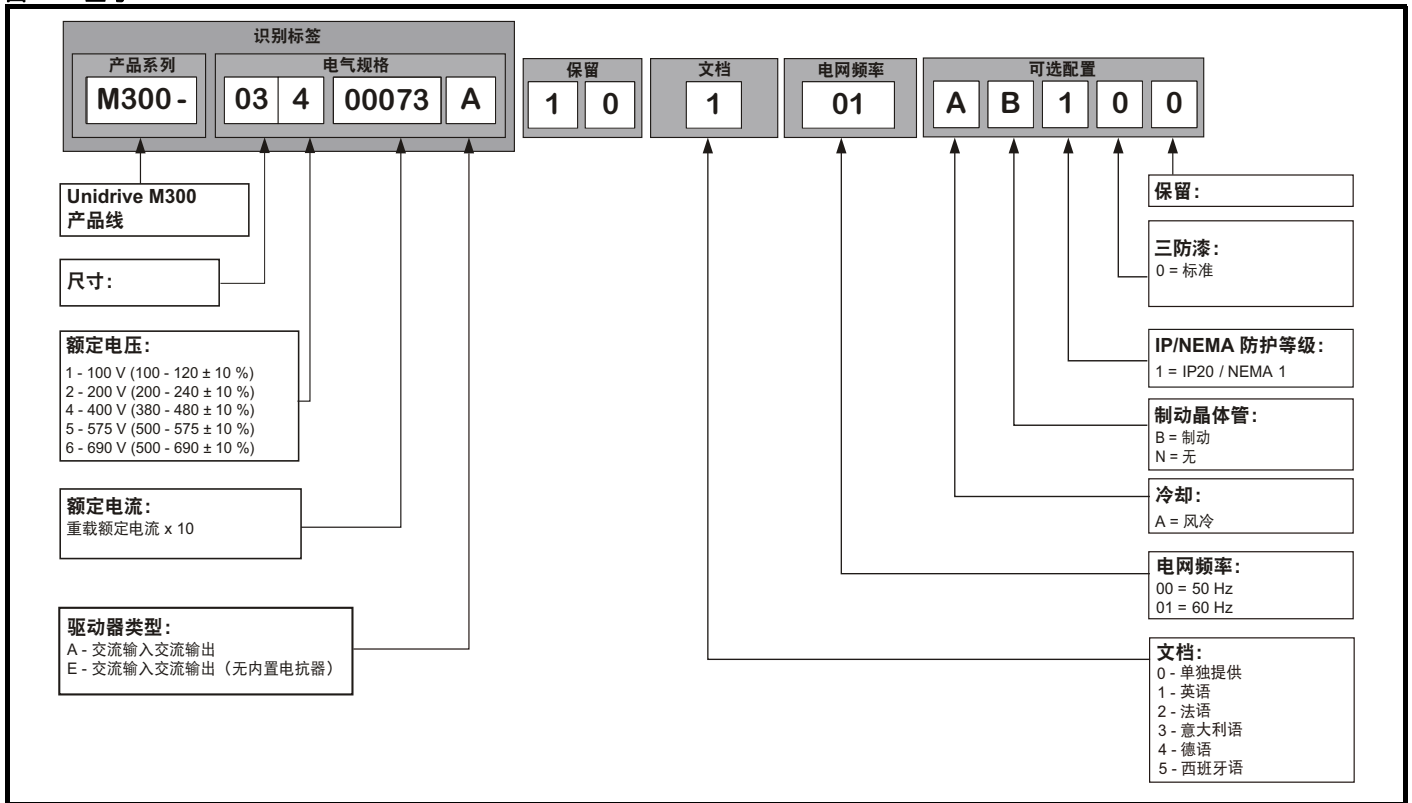 识别标签
产品系列
电气规格
保留
文档
电网频率
可选配置
M300-
03 4 00073 A
1 0
1
01
A B 1 0 0
Unidrive M300
产品线
尺寸：
额定电压：
1 - 100 V (100 - 120 ± 10 %)
2 - 200 V (200 - 240 ± 10 %)
4 - 400 V (380 - 480 ± 10 %)
5 - 575 V (500 - 575 ± 10 %)
6 - 690 V (500 - 690 ± 10 %)
额定电流：
重载额定电流 x 10
驱动器类型：
A - 交流输入交流输出
E - 交流输入交流输出（无内置电抗器）
保留：
三防漆：
0 = 标准
IP/NEMA 防护等级：
1 = IP20 / NEMA 1
制动晶体管：
B = 制动
N = 无
冷却：
A = 风冷
电网频率：
00 = 50 Hz
01 = 60 Hz
文档：
0 - 单独提供
1 - 英语
2 - 法语
3 - 意大利语
4 - 德语
5 - 西班牙语